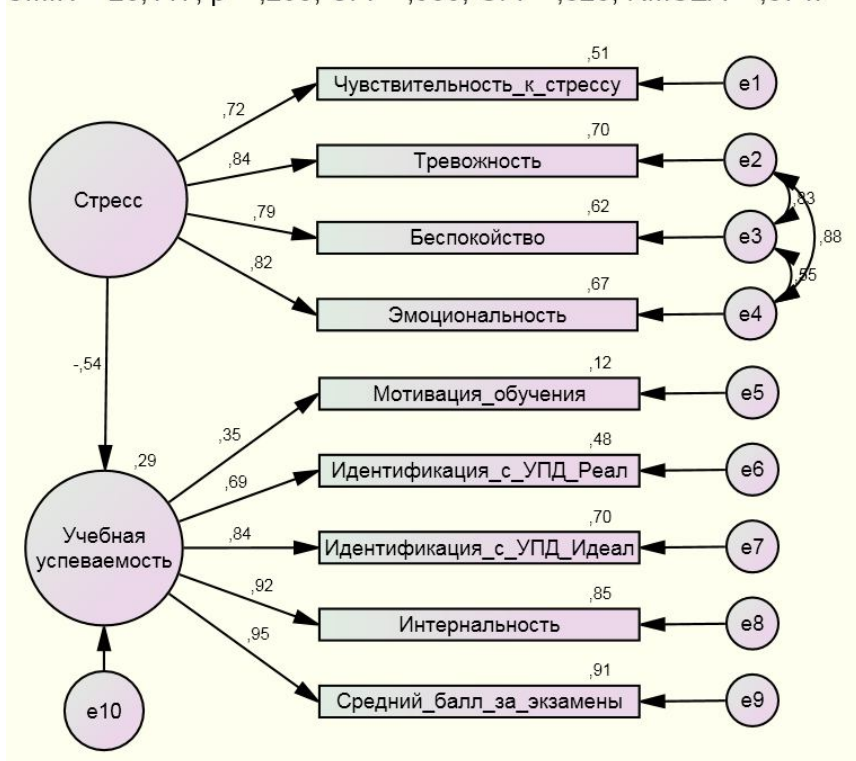 ,51
Чувствительность_к_стрессу
e1
,72
,70
Тревожность
e2
,84
Стресс
,83
,62
Беспокойство
e3
,79
,88
,67
Эмоциональность
e4
,82
,55
-,54
,12
Мотивация_обучения
e5
,35
,29
,48
Идентификация_с_УПД_Реал
e6
,69
Учебная
успеваемость
,70
Идентификация_с_УПД_Идеал
e7
,84
,85
Интернальность
e8
,92
,91
Средний_балл_за_экзамены
e9
,95
e10